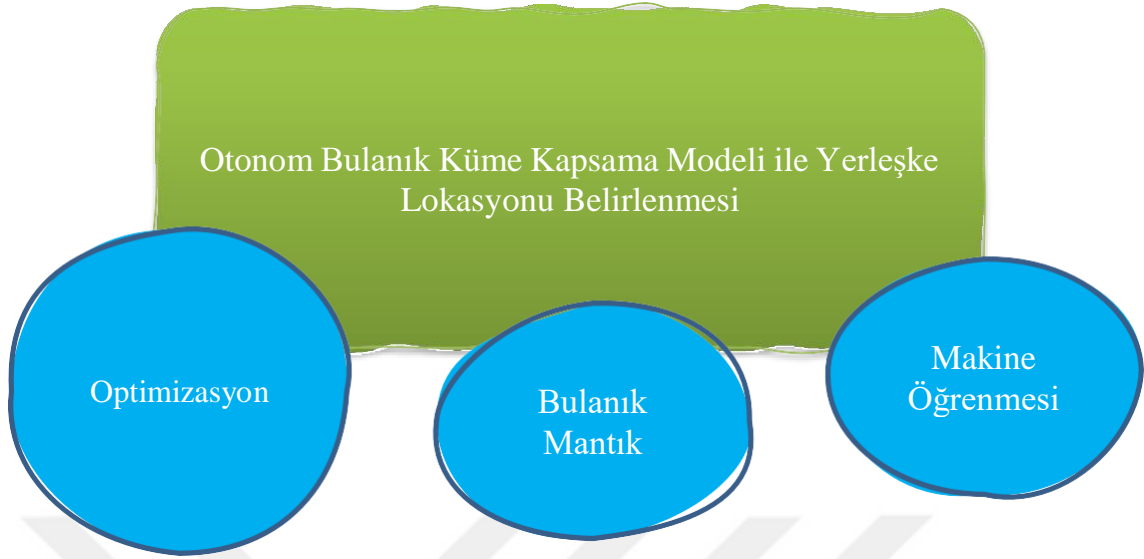 Otonom Bulanık Küme Kapsama Modeli ile Yerleşke
Lokasyonu Belirlenmesi
Optimizasyon
Bulanık
Mantık
Makine
Öğrenmesi